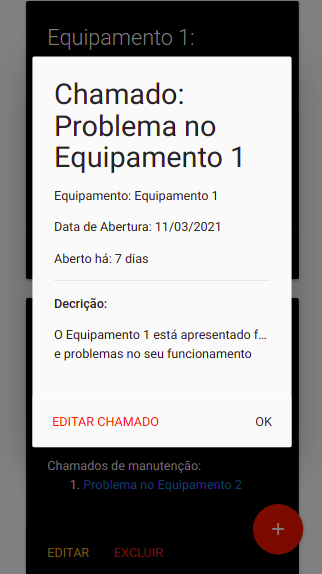 Equipamento 1:
Chamado:
Problema no
Equipamento 1
Equipamento: Equipamento 1
Data de Abertura: 11/03/2021
Aberto há: 7 dias
Decrição:
O Equipamento 1 está apresentado f...
e problemas no seu funcionamento
EDITAR CHAMADO OK
Chamados de manutenção:
1. Problema no Equipamento 2
EDITAR EXCLUIR +